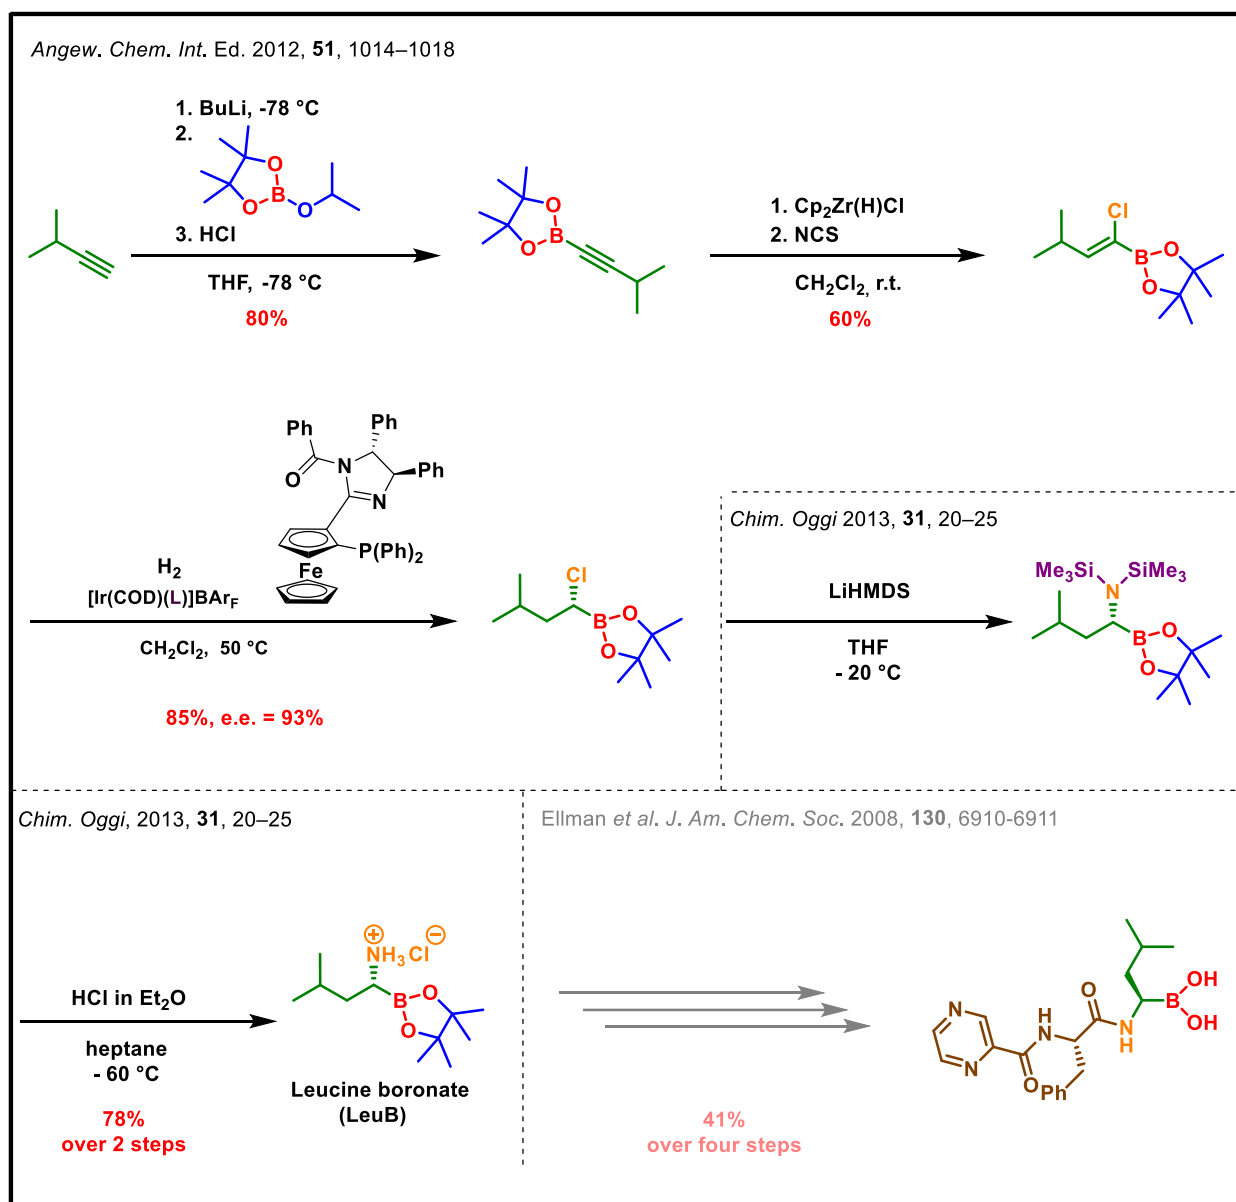 Angew. Chem. Int. Ed. 2012, 51, 1014–1018
1. BuLi, -78 °C
2.
O
B
O
O
3. HCl
THF, -78 °C
80%
O
O
B
1. Cp₂Zr(H)Cl
2. NCS
CH₂Cl₂, r.t.
60%
Cl
B
O
O
Ph
Ph
O
N
Ph
N
P(Ph)₂
Fe
H₂
[Ir(COD)(L)]BArF
CH₂Cl₂, 50 °C
85%, e.e. = 93%
Cl
B
O
O
Chim. Oggi 2013, 31, 20–25
LiHMDS
THF
- 20 °C
Me₃Si
SiMe₃
N
B
O
O
Chim. Oggi, 2013, 31, 20–25
HCl in Et₂O
heptane
- 60 °C
78%
over 2 steps
⊕
⊖
NH₃ Cl
B
O
O
Leucine boronate
(LeuB)
Ellman et al. J. Am. Chem. Soc. 2008, 130, 6910-6911
41%
over four steps
N
N
O
H
N
Ph
O
N
H
B
OH
OH